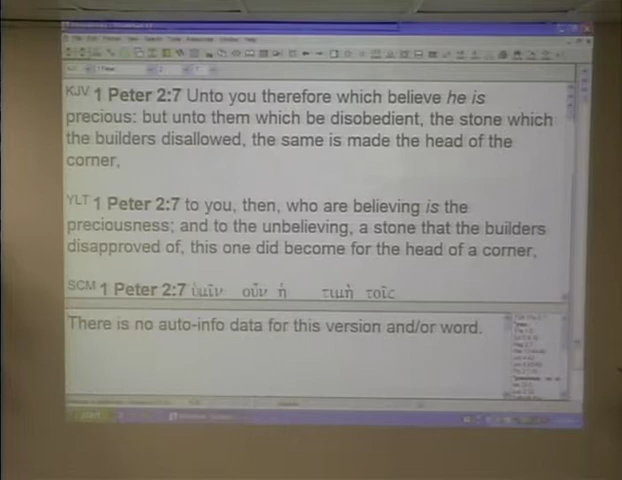 KJV 1 Peter 2:7 Unto you therefore which believe he is
precious: but unto them which be disobedient, the stone which
the builders disallowed, the same is made the head of the
corner,
YLT 1 Peter 2:7 to you, then, who are believing is the
preciousness; and to the unbelieving, a stone that the builders
disapproved of, this one did become for the head of a corner,
SCM 1 Peter 2:7 ὑμῖν οὖν ἡ τιμὴ τοῖς
There is no auto-info data for this version and/or word.
start